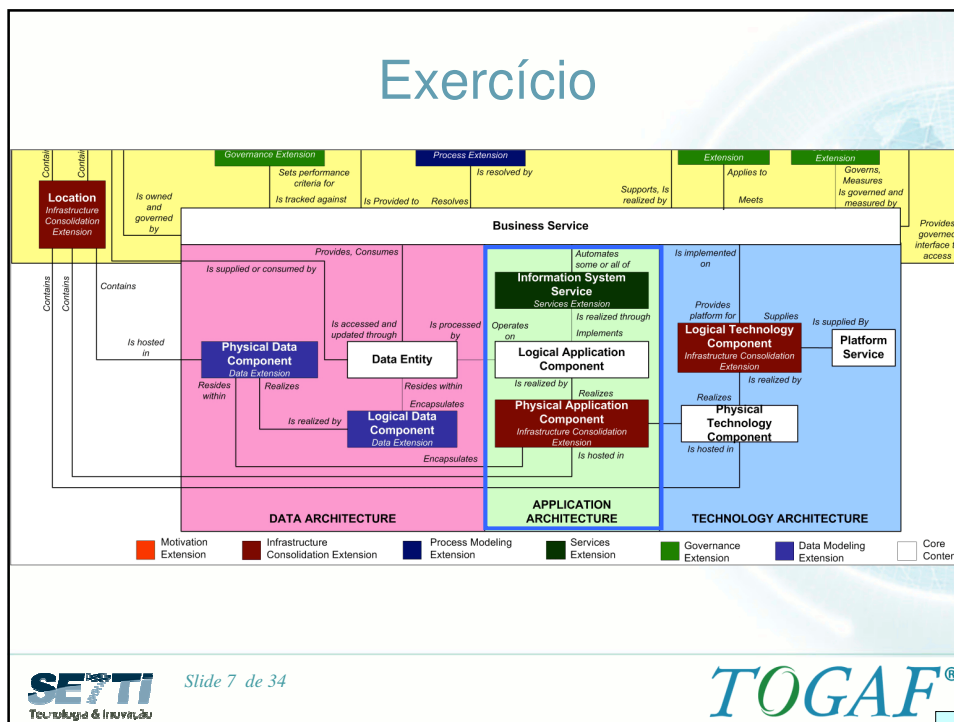 Exercício
Contain
Contain
Governance Extension
Process Extension
Extension
Extension
Sets performance
criteria for
Is tracked against
Is resolved by
Is Provided to
Resolves
Supports, Is
realized by
Applies to
Meets
Governs,
Measures
Is governed and
measured by
Location
Infrastructure
Consolidation
Extension
Is owned
and
governed
by
Business Service
Provides
governed
interface t
access
Contains
Contains
Contains
Provides, Consumes
Is supplied or consumed by
Automates
some or all of
Is implemented
on
Information System
Service
Services Extension
Is realized through
Implements
Provides
platform for
Supplies
Is supplied By
Is hosted
in
Is accessed and
updated through
Is processed
by
Operates
on
Physical Data
Component
Data Extension
Data Entity
Logical Application
Component
Logical Technology
Component
Infrastructure Consolidation
Extension
Platform
Service
Resides
within
Realizes
Resides within
Is realized by
Realizes
Is realized by
Realizes
Encapsulates
Is realized by
Logical Data
Component
Data Extension
Physical Application
Component
Infrastructure Consolidation
Extension
Physical
Technology
Component
Encapsulates
Is hosted in
Is hosted in
DATA ARCHITECTURE
APPLICATION
ARCHITECTURE
TECHNOLOGY ARCHITECTURE
Motivation
Extension
Infrastructure
Consolidation Extension
Process Modeling
Extension
Services
Extension
Governance
Extension
Data Modeling
Extension
Core
Conten
Slide 7 de 34
Tecnologia & Inovação
TOGAF®